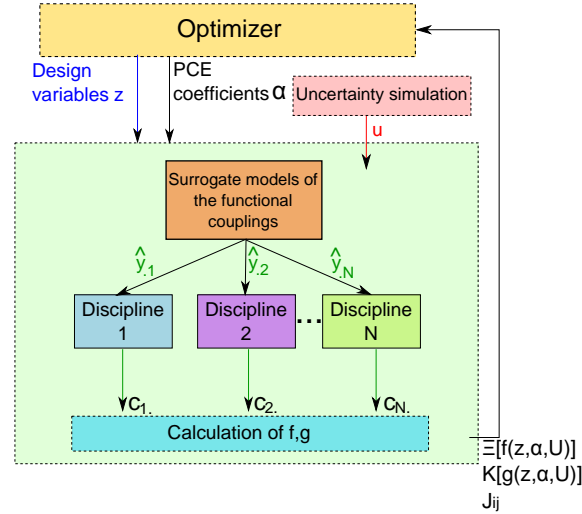 Optimizer
Design
variables z
PCE
coefficients α
Uncertainty simulation
u
Surrogate models of
the functional
couplings
ŷ.1
ŷ.2
ŷ.N
Discipline
1
Discipline
2
...
Discipline
N
c1.
c2.
cN.
Calculation of f,g
Ξ[f(z,α,U)]
K[g(z,α,U)]
Jij